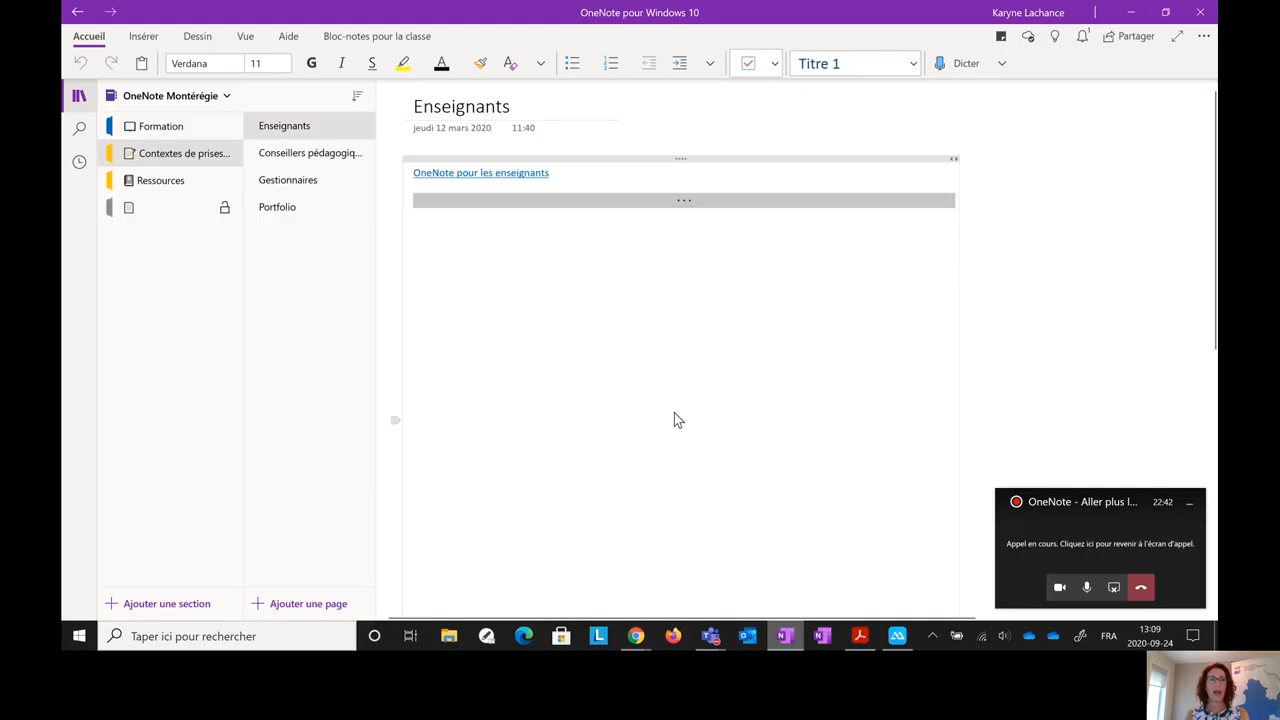 OneNote pour Windows 10
Karyne Lachance
Accueil
Insérer
Dessin
Vue
Aide
Bloc-notes pour la classe
1
Partager
Verdana
11
G
I
S
A
Titre 1
Dicter
OneNote Montérégie
Formation
Contextes de prises...
Ressources
Enseignants
Conseillers pédagogiq...
Gestionnaires
Portfolio
Enseignants
jeudi 12 mars 2020
11:40
OneNote pour les enseignants
OneNote - Aller plus l...
22:42
Appel en cours. Cliquez ici pour revenir à l'écran d'appel.
Ajouter une section
Ajouter une page
Taper ici pour rechercher
FRA
13:09
2020-09-24